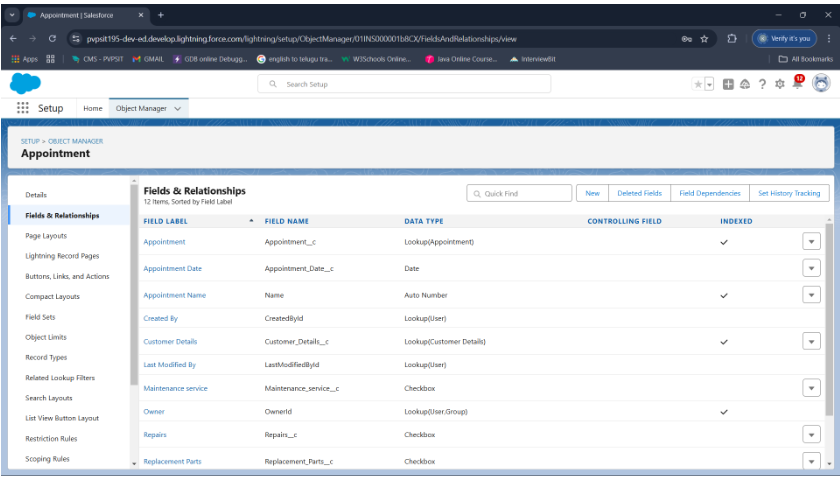 Appointment | Salesforce
pvpsit195-dev-ed.develop.lightning.force.com/lightning/setup/ObjectManager/01INS000001b8CX/FieldsAndRelationships/view
Verify it's you
Apps
CMS - PVPSIT
GMAIL
GDB online Debugg...
english to telugu tra...
W3Schools Online...
Java Online Course...
InterviewBit
All Bookmarks
Search Setup
12
Setup
Home
Object Manager
SETUP > OBJECT MANAGER
Appointment
Details
Fields & Relationships
Page Layouts
Lightning Record Pages
Buttons, Links, and Actions
Compact Layouts
Field Sets
Object Limits
Record Types
Related Lookup Filters
Search Layouts
List View Button Layout
Restriction Rules
Scoping Rules
Fields & Relationships
12 Items, Sorted by Field Label
Quick Find
New
Deleted Fields
Field Dependencies
Set History Tracking
FIELD LABEL FIELD NAME DATA TYPE CONTROLLING FIELD INDEXED
Appointment Appointment__c Lookup(Appointment)
Appointment Date Appointment_Date__c Date
Appointment Name Name Auto Number
Created By CreatedById Lookup(User)
Customer Details Customer_Details__c Lookup(Customer Details)
Last Modified By LastModifiedById Lookup(User)
Maintenance service Maintenance_service__c Checkbox
Owner OwnerId Lookup(User,Group)
Repairs Repairs__c Checkbox
Replacement Parts Replacement_Parts__c Checkbox